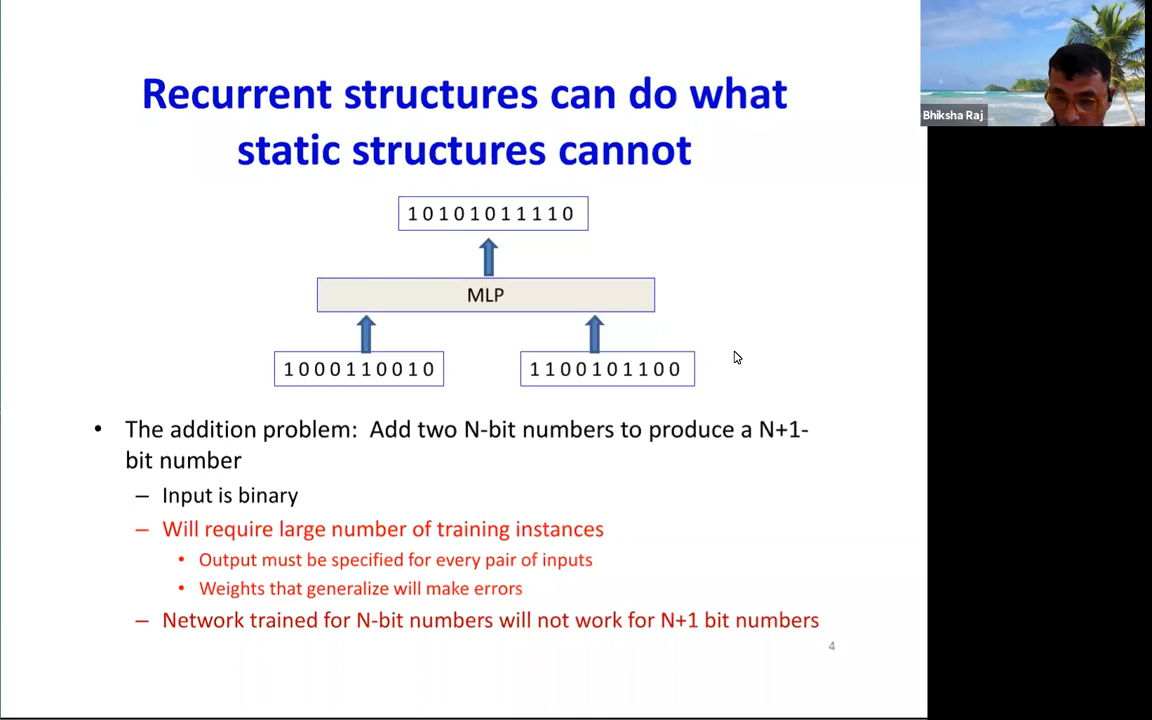 Recurrent structures can do what
static structures cannot
1 0 1 0 1 0 1 1 1 1 0
MLP
1 0 0 0 1 1 0 0 1 0
1 1 0 0 1 0 1 1 0 0
• The addition problem: Add two N-bit numbers to produce a N+1-
bit number
– Input is binary
– Will require large number of training instances
• Output must be specified for every pair of inputs
• Weights that generalize will make errors
– Network trained for N-bit numbers will not work for N+1 bit numbers
4
Bhiksha Raj